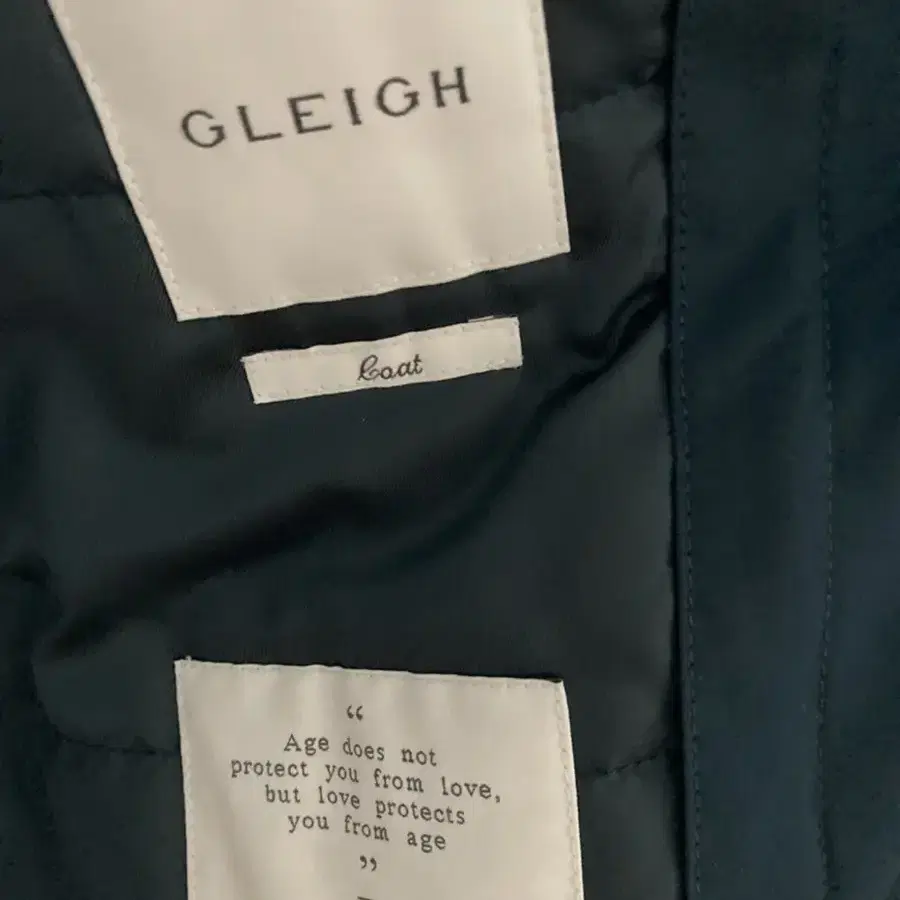 GLEIGH
Coat
“
Age does not
protect you from love,
but love protects
you from age
”